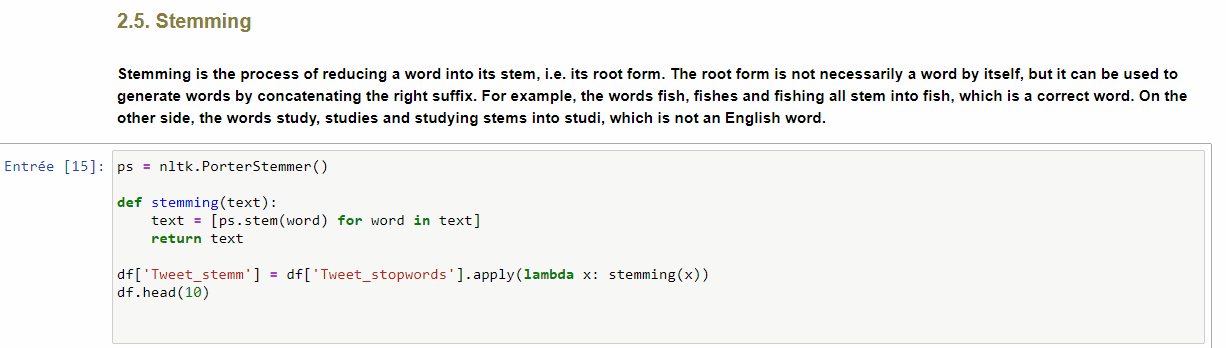 2.5. Stemming
Stemming is the process of reducing a word into its stem, i.e. its root form. The root form is not necessarily a word by itself, but it can be used to
generate words by concatenating the right suffix. For example, the words fish, fishes and fishing all stem into fish, which is a correct word. On the
other side, the words study, studies and studying stems into studi, which is not an English word.
Entrée [15]: ps = nltk.PorterStemmer()
def stemming(text):
    text = [ps.stem(word) for word in text]
    return text
df['Tweet_stemm'] = df['Tweet_stopwords'].apply(lambda x: stemming(x))
df.head(10)